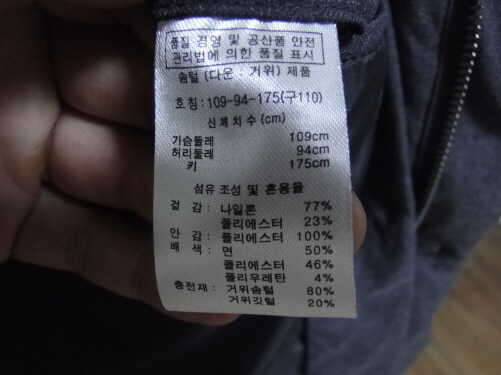 품질 경영 및 공산품 안전
관리법에 의한 품질 표시
솜털 (다운 : 거위) 제품
호칭 : 109-94-175(구110)
신체치수 (cm)
가슴둘레 109cm
허리둘레 94cm
키 175cm
섬유 조성 및 혼용율
겉 감 : 나일론 77%
폴리에스터 23%
안 감 : 폴리에스터 100%
배 색 : 면 50%
폴리에스터 46%
폴리우레탄 4%
충전재 : 거위솜털 80%
거위깃털 20%